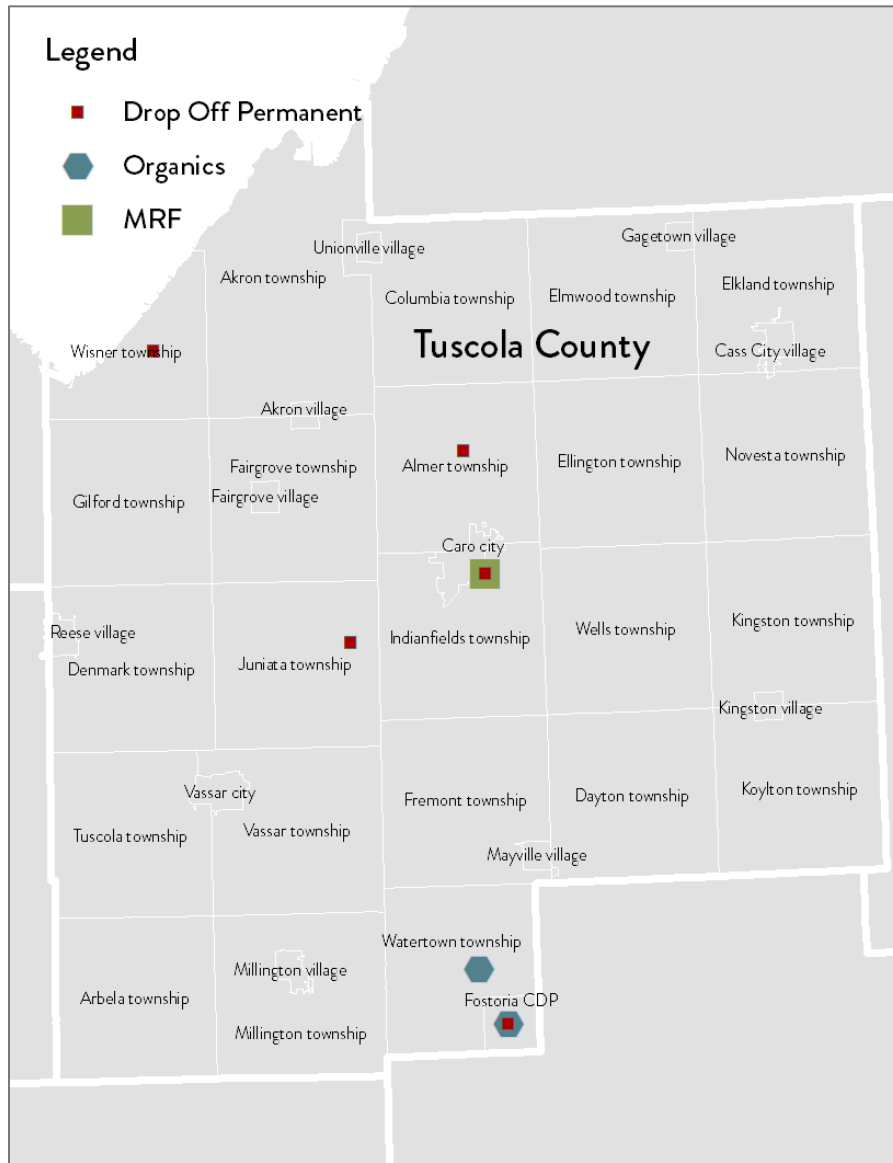 Legend
Drop Off Permanent
Organics
MRF
Unionville village
Gagetown village
Akron township
Columbia township
Elmwood township
Elkland township
Wisner township
Tuscola County
Cass City village
Akron village
Fairgrove township
Almer township
Ellington township
Novesta township
Gilford township
Fairgrove village
Caro city
Reese village
Denmark township
Juniata township
Indianfields township
Wells township
Kingston township
Kingston village
Vassar city
Tuscola township
Vassar township
Fremont township
Dayton township
Koylton township
Mayville village
Watertown township
Arbela township
Millington village
Fostoria CDP
Millington township